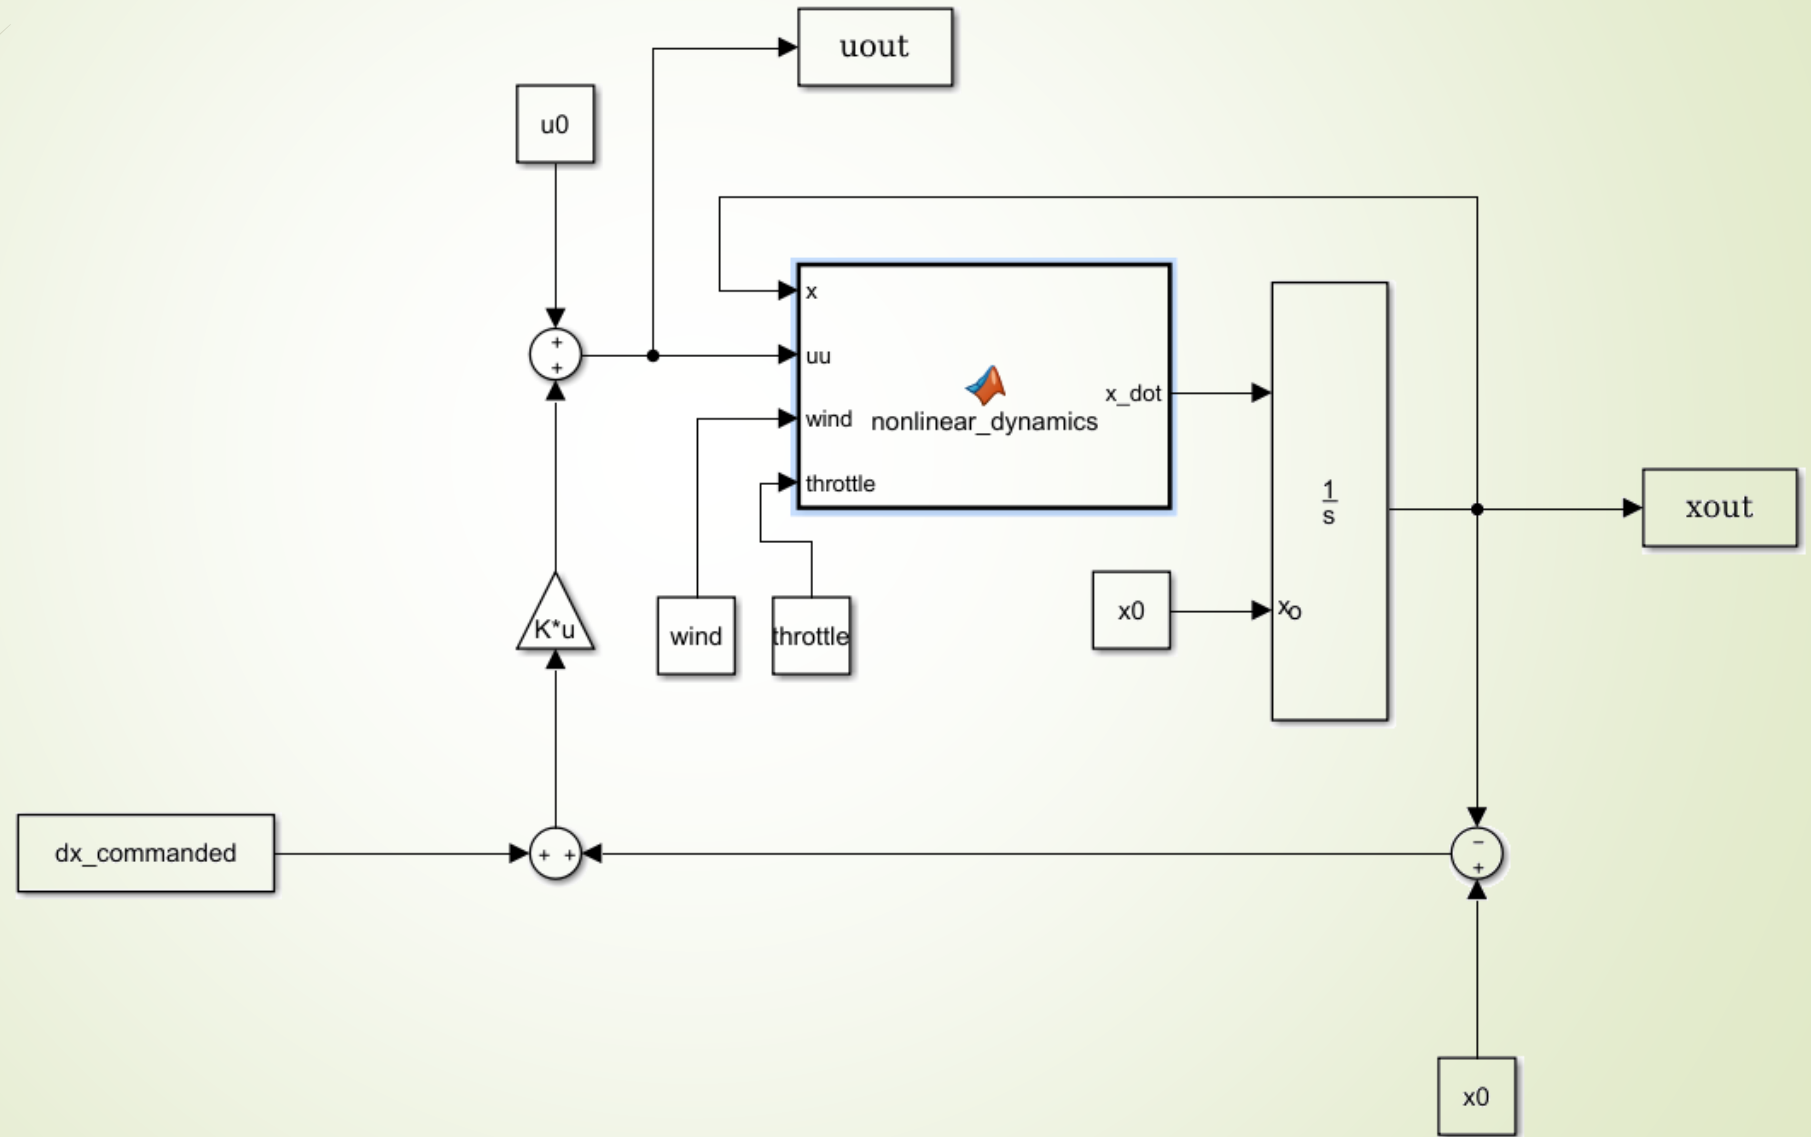 uout
u0
x
+
+
uu
x_dot
wind
nonlinear_dynamics
throttle
1
s
xout
K*u
wind
throttle
x0
xo
dx_commanded
+ +
−
+
x0